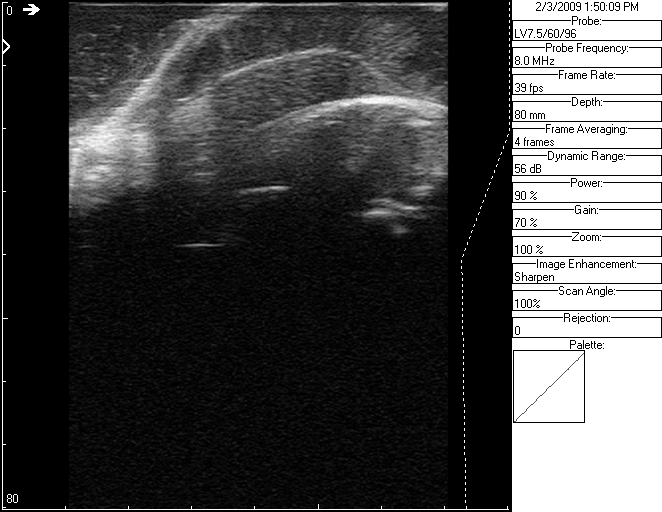 0
80
2/3/2009 1:50:09 PM
Probe:
LV7.5/60/96
Probe Frequency:
8.0 MHz
Frame Rate:
39 fps
Depth:
80 mm
Frame Averaging:
4 frames
Dynamic Range:
56 dB
Power:
90 %
Gain:
70 %
Zoom:
100 %
Image Enhancement:
Sharpen
Scan Angle:
100%
Rejection:
0
Palette: